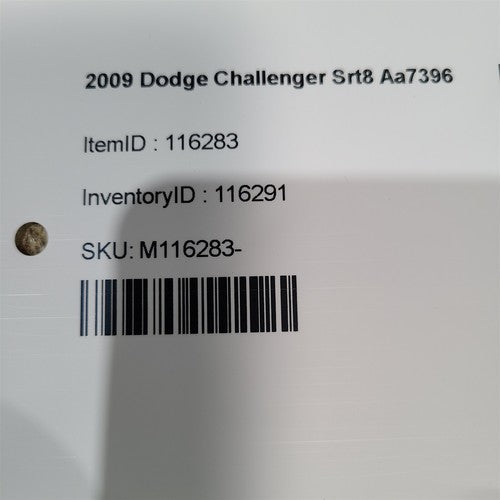 2009 Dodge Challenger Srt8 Aa7396
ItemID : 116283
InventoryID : 116291
SKU: M116283-